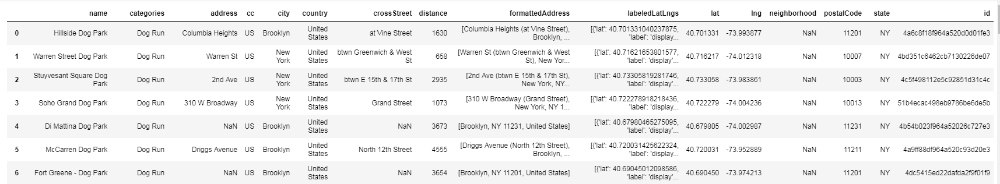 name categories address cc city country crossStreet distance formattedAddress labeledLatLngs lat lng neighborhood postalCode state id
0 Hillside Dog Park Dog Run Columbia Heights US Brooklyn United States at Vine Street 1630 [Columbia Heights (at Vine Street), Brooklyn, ... [{'lat': 40.701331040237875, 'label': 'display... 40.701331 -73.993877 NaN 11201 NY 4a6c8f18f964a520d0d01fe3
1 Warren Street Dog Park Dog Run Warren St US New York United States btwn Greenwich & West St 658 [Warren St (btwn Greenwich & West St), New Yor... [{'lat': 40.71621653801577, 'label': 'display... 40.716217 -74.012318 NaN 10007 NY 4bd351c6462cb7130226de07
2 Stuyvesant Square Dog Park Dog Run 2nd Ave US New York United States btwn E 15th & 17th St 2935 [2nd Ave (btwn E 15th & 17th St), New York, NY... [{'lat': 40.73305819281746, 'label': 'display... 40.733058 -73.983861 NaN 10003 NY 4c5f498112e5c92851d31c4c
3 Soho Grand Dog Park Dog Run 310 W Broadway US New York United States Grand Street 1073 [310 W Broadway (Grand Street), New York, NY 1... [{'lat': 40.722278918218436, 'label': 'display... 40.722279 -74.004236 NaN 10013 NY 51b4ecac498eb9786be6de5b
4 Di Mattina Dog Park Dog Run NaN US Brooklyn United States NaN 3673 [Brooklyn, NY 11231, United States] [{'lat': 40.67980465275095, 'label': 'display... 40.679805 -74.002987 NaN 11231 NY 4b54b023f964a52026c727e3
5 McCarren Dog Park Dog Run Driggs Avenue US Brooklyn United States North 12th Street 4555 [Driggs Avenue (North 12th Street), Brooklyn, ... [{'lat': 40.720031425622324, 'label': 'display... 40.720031 -73.952889 NaN 11211 NY 4a9ff88df964a520c93d20e3
6 Fort Greene - Dog Park Dog Run NaN US Brooklyn United States NaN 3654 [Brooklyn, NY 11201, United States] [{'lat': 40.69045012098586, 'label': 'display... 40.690450 -73.974213 NaN 11201 NY 4dc5415ed22dafda2f9f01f9